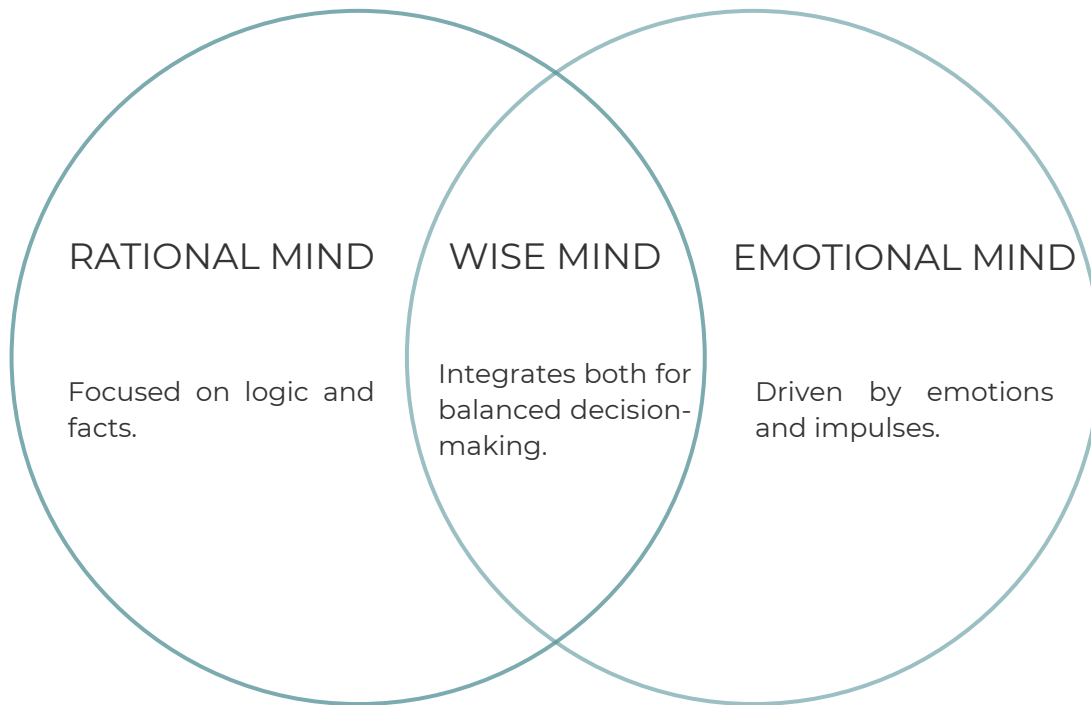 RATIONAL MIND
Focused on logic and
facts.
WISE MIND
Integrates both for
balanced decision-
making.
EMOTIONAL MIND
Driven by emotions
and impulses.